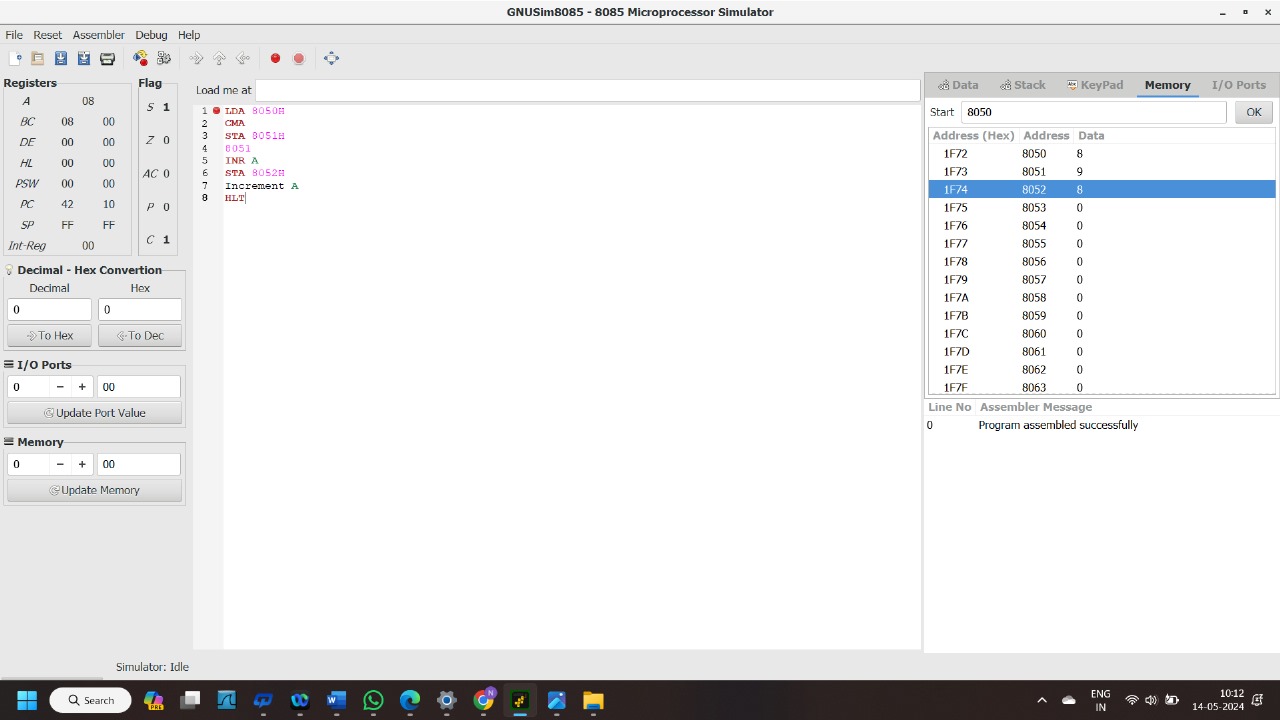 GNUSim8085 - 8085 Microprocessor Simulator
File Reset Assembler Debug Help
Registers
A 08
BC 08 00
DE 00 00
HL 00 00
PSW 00 00
PC 42 10
SP FF FF
Int-Reg 00
Flag
S 1
Z 0
AC 0
P 0
C 1
Decimal - Hex Convertion
Decimal Hex
0 0
To Hex To Dec
I/O Ports
0 − + 00
Update Port Value
Memory
0 − + 00
Update Memory
Load me at
1 LDA 8050H
2 CMA
3 STA 8051H
4 8051
5 INR A
6 STA 8052H
7 Increment A
8 HLT
Data Stack KeyPad Memory I/O Ports
Start 8050 OK
Address (Hex) Address Data
1F72 8050 8
1F73 8051 9
1F74 8052 8
1F75 8053 0
1F76 8054 0
1F77 8055 0
1F78 8056 0
1F79 8057 0
1F7A 8058 0
1F7B 8059 0
1F7C 8060 0
1F7D 8061 0
1F7E 8062 0
1F7F 8063 0
Line No Assembler Message
0 Program assembled successfully
Simulator: Idle
Search
PRE
ENG
IN
10:12
14-05-2024